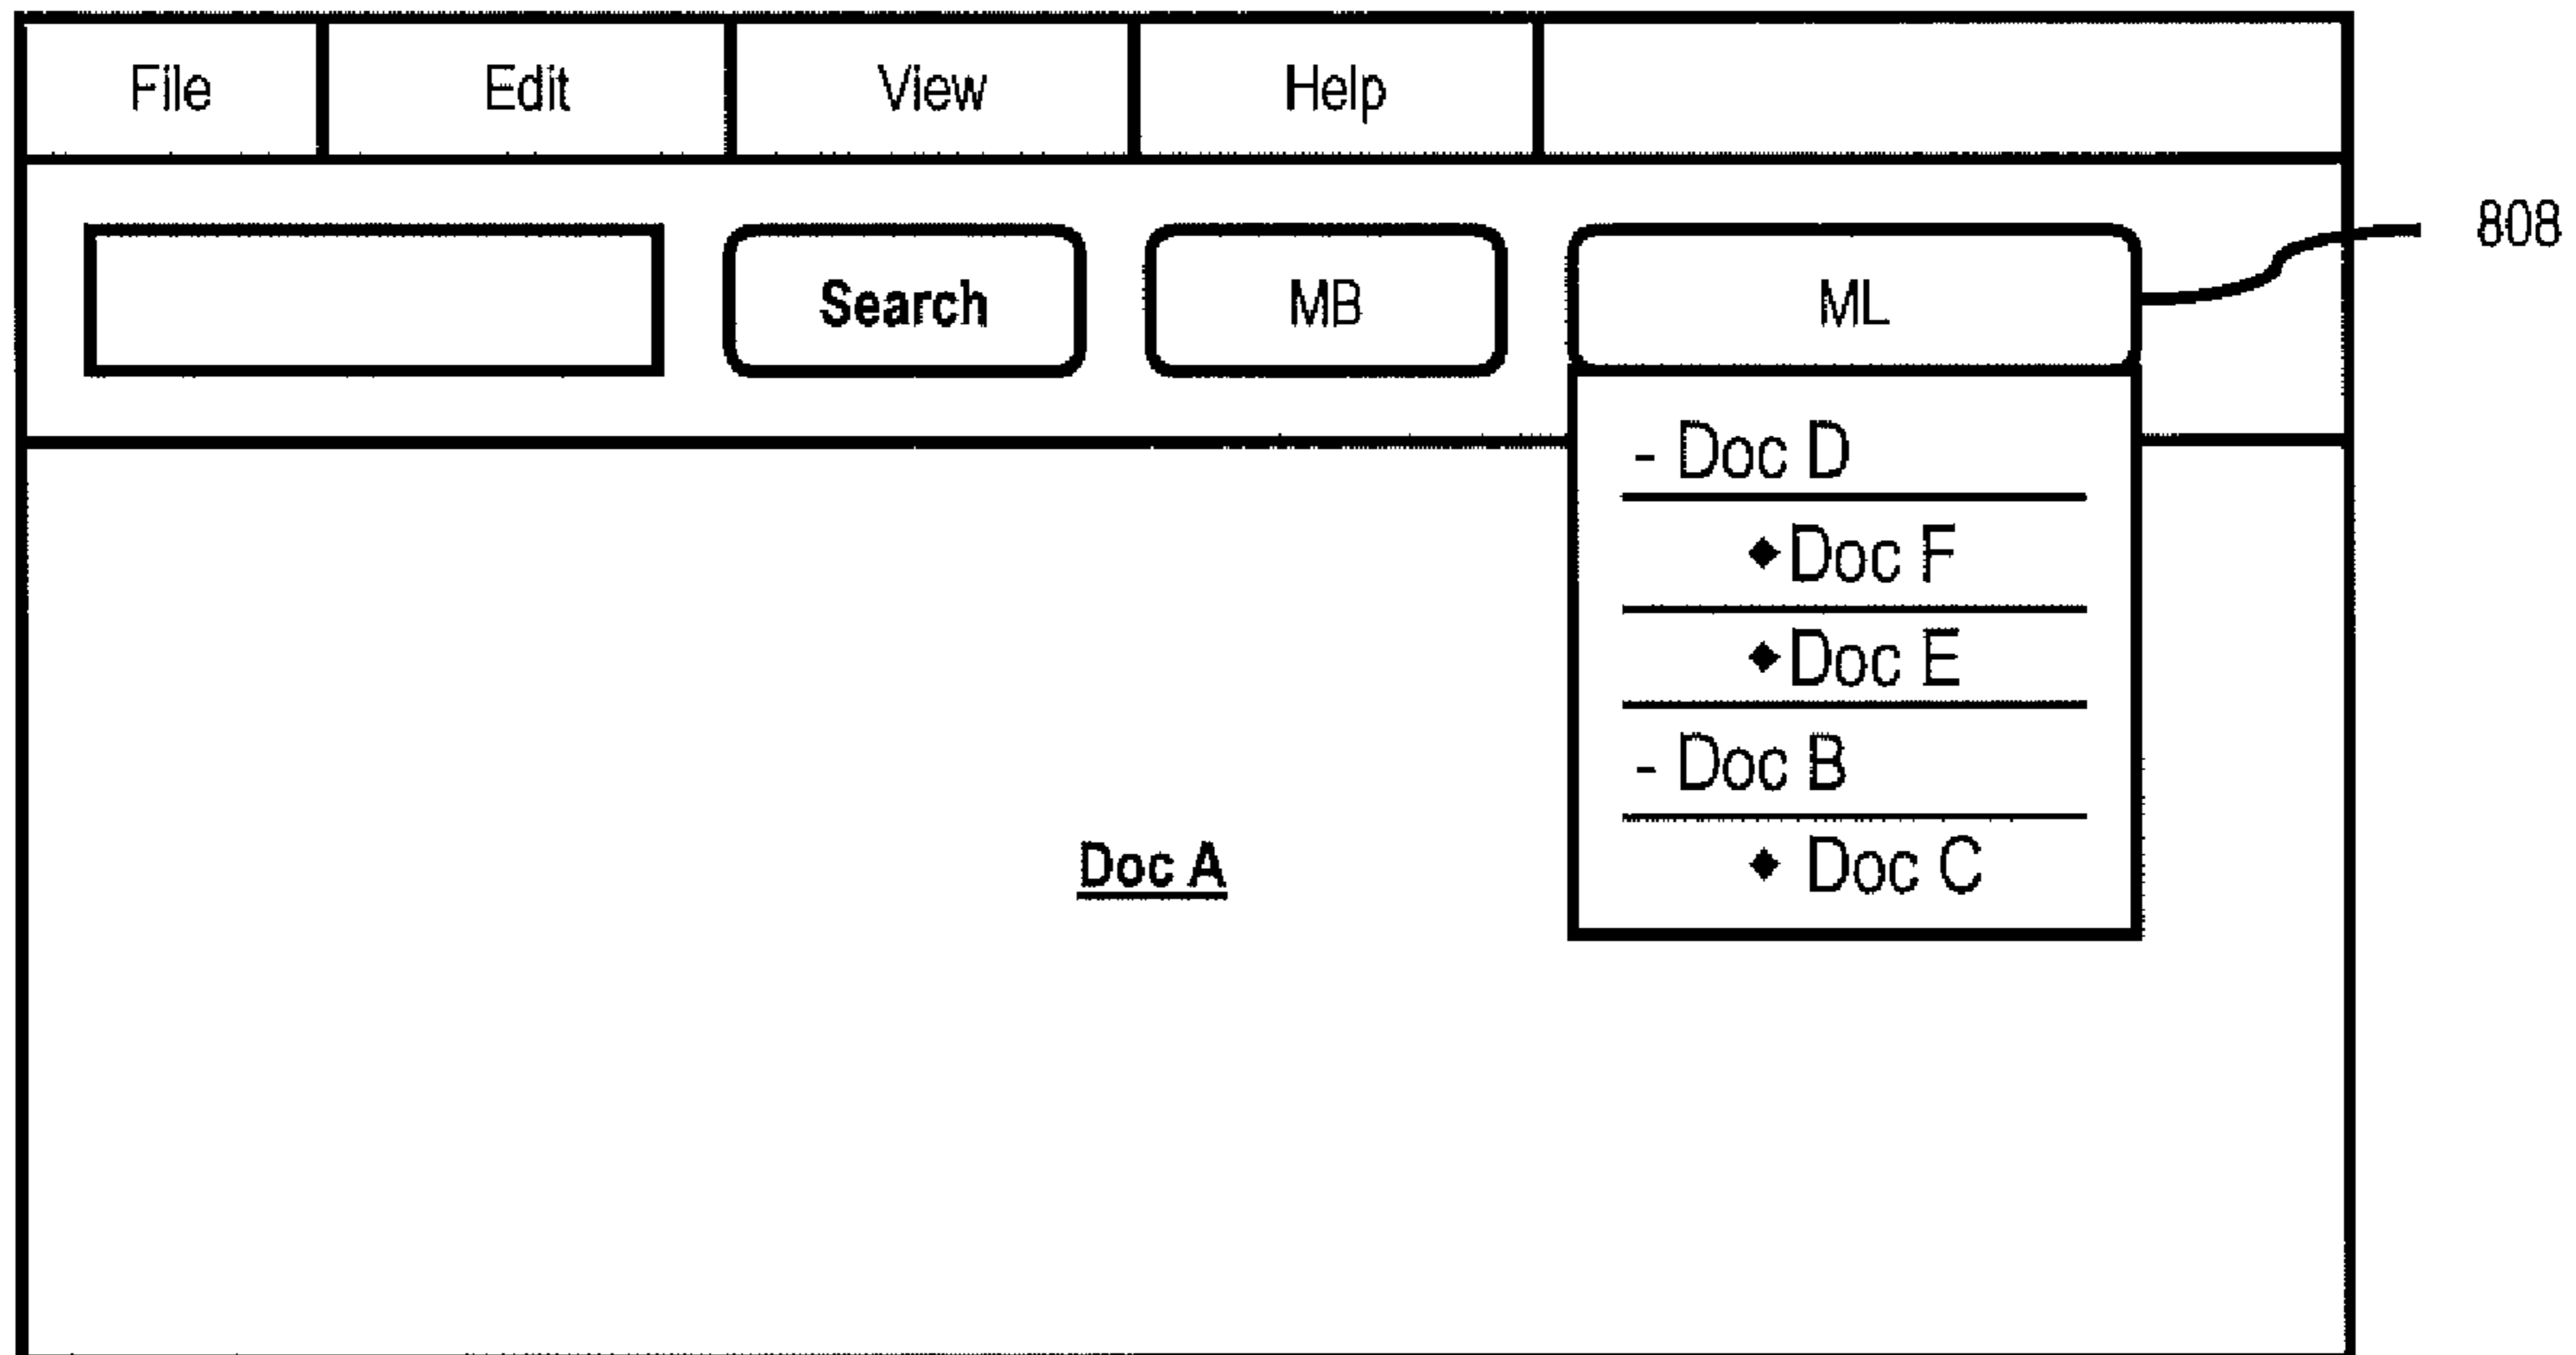 File Edit View Help
808
Search MB ML
- Doc D
◆Doc F
◆Doc E
- Doc B
◆ Doc C
Doc A